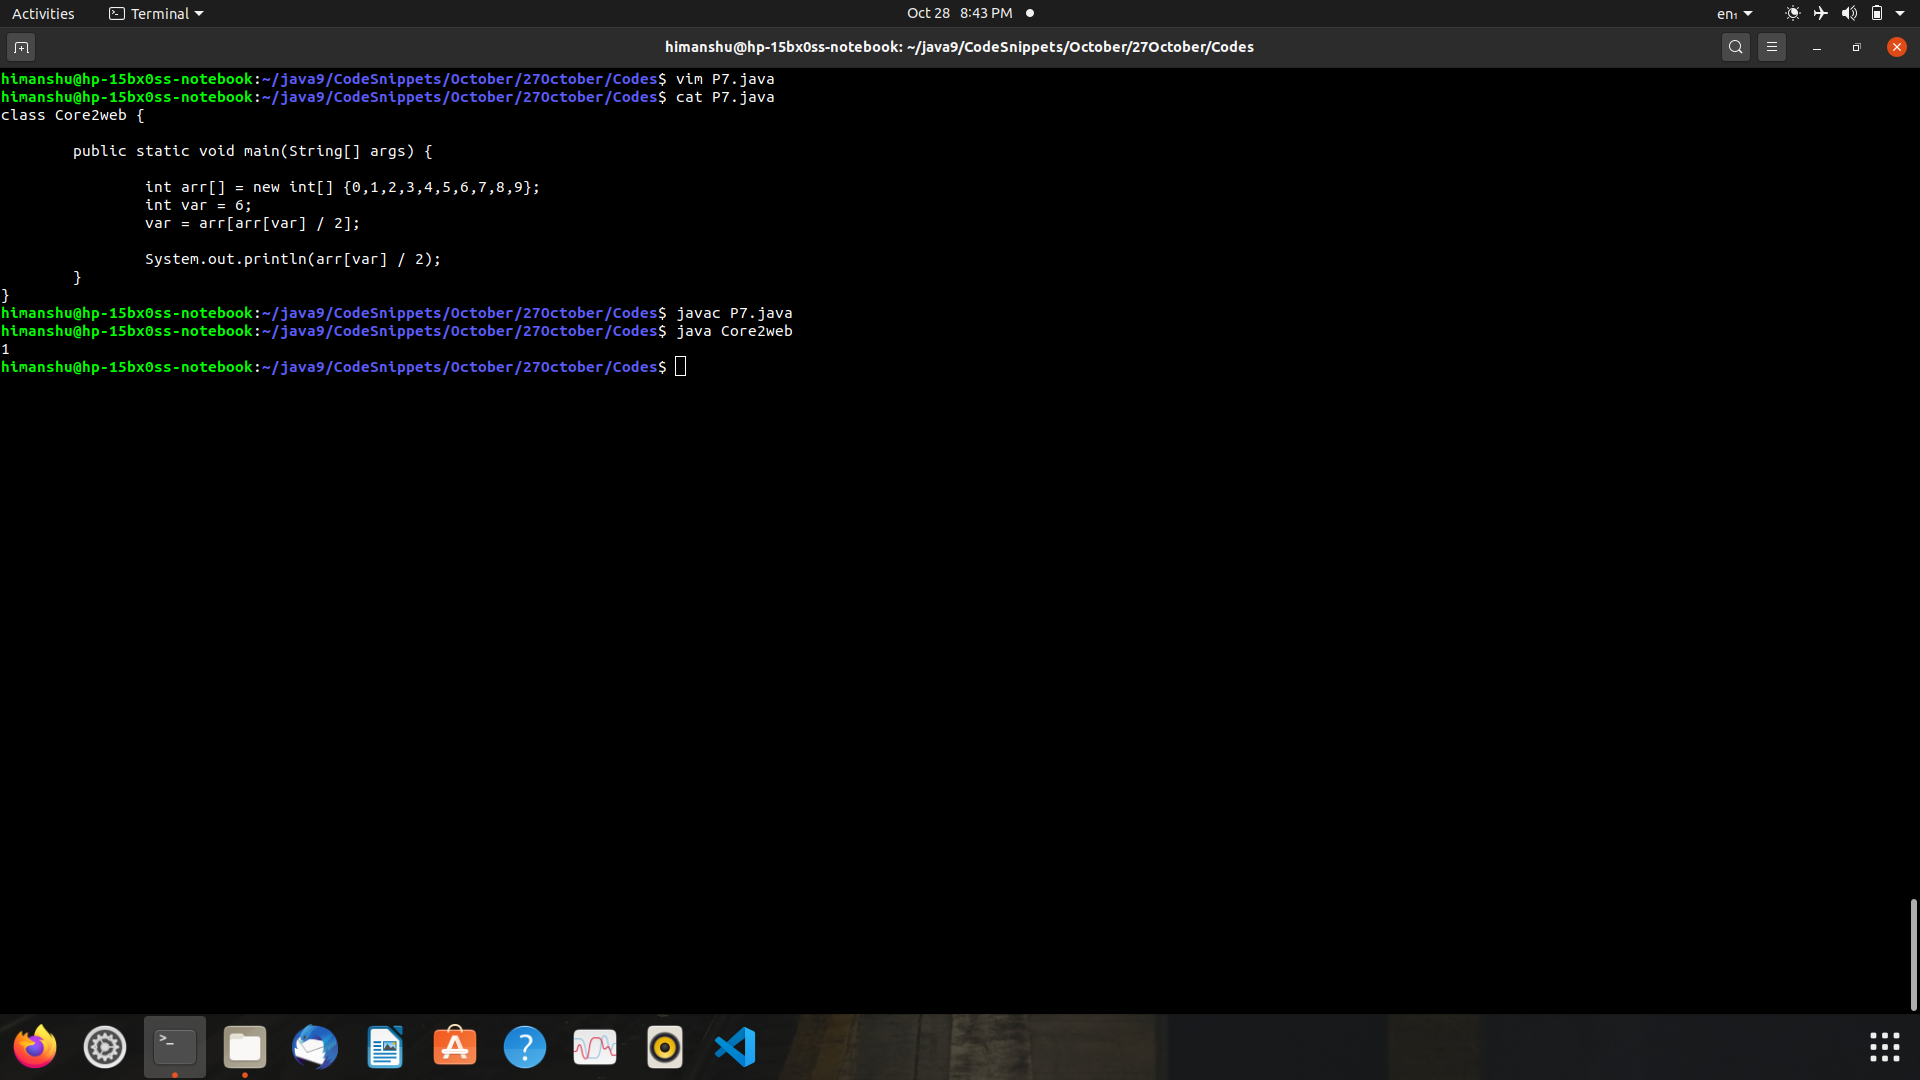 Activities Terminal Oct 28 8:43 PM en₁
himanshu@hp-15bx0ss-notebook: ~/java9/CodeSnippets/October/27October/Codes
himanshu@hp-15bx0ss-notebook:~/java9/CodeSnippets/October/27October/Codes$ vim P7.java
himanshu@hp-15bx0ss-notebook:~/java9/CodeSnippets/October/27October/Codes$ cat P7.java
class Core2web {
        public static void main(String[] args) {
                int arr[] = new int[] {0,1,2,3,4,5,6,7,8,9};
                int var = 6;
                var = arr[arr[var] / 2];
                System.out.println(arr[var] / 2);
        }
}
himanshu@hp-15bx0ss-notebook:~/java9/CodeSnippets/October/27October/Codes$ javac P7.java
himanshu@hp-15bx0ss-notebook:~/java9/CodeSnippets/October/27October/Codes$ java Core2web
1
himanshu@hp-15bx0ss-notebook:~/java9/CodeSnippets/October/27October/Codes$